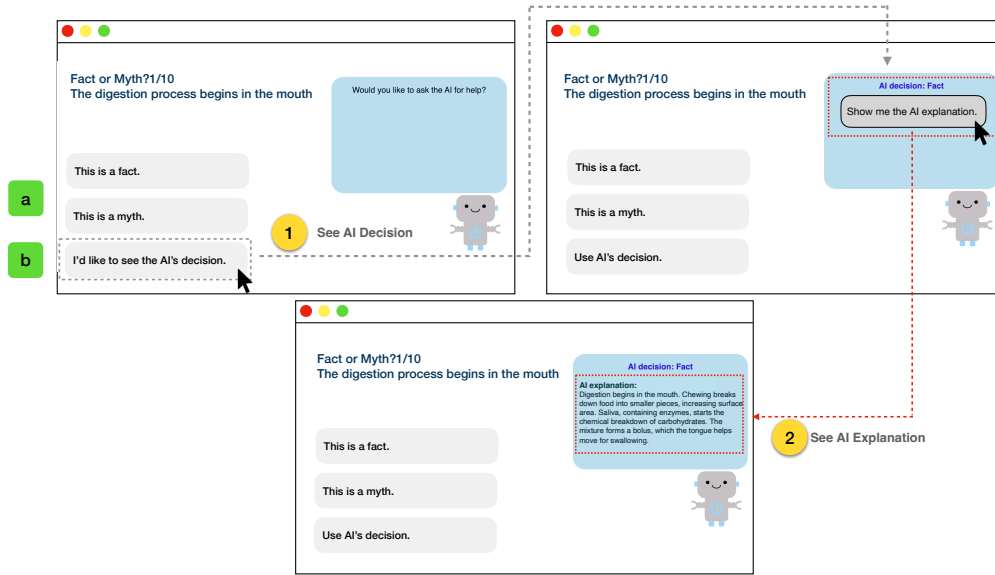 Fact or Myth?1/10
The digestion process begins in the mouth
Would you like to ask the AI for help?
This is a fact.
a
This is a myth.
b
I'd like to see the AI's decision.
1
See AI Decision
Fact or Myth?1/10
The digestion process begins in the mouth
AI decision: Fact
Show me the AI explanation.
This is a fact.
This is a myth.
Use AI's decision.
Fact or Myth?1/10
The digestion process begins in the mouth
AI decision: Fact
AI explanation:
Digestion begins in the mouth. Chewing breaks
down food into smaller pieces, increasing surface
area. Saliva, containing enzymes, starts the
chemical breakdown of carbohydrates. The
mixture forms a bolus, which the tongue helps
move for swallowing.
This is a fact.
This is a myth.
Use AI's decision.
2
See AI Explanation